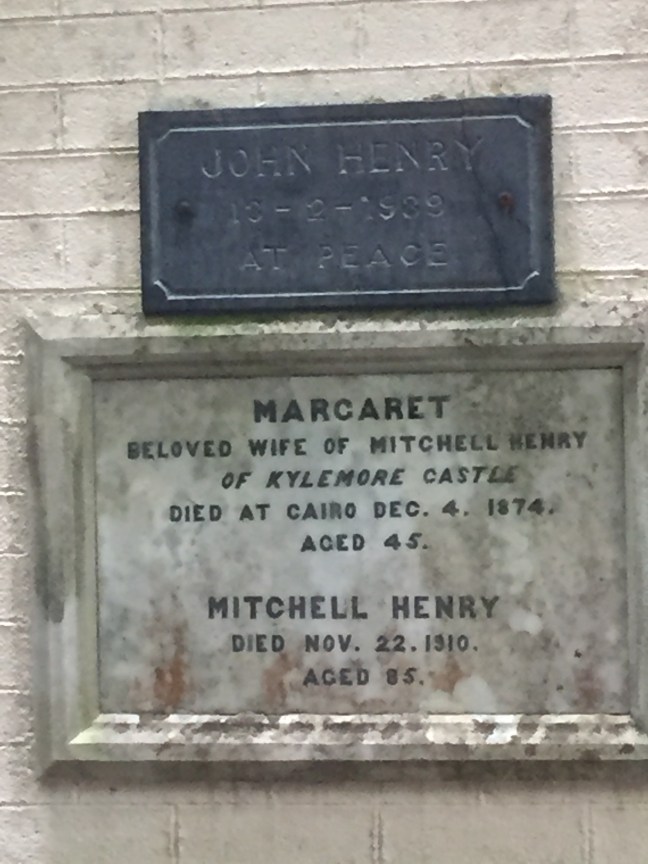 JOHN HENRY
13-2-1989
AT PEACE
MARGARET
BELOVED WIFE OF MITCHELL HENRY
OF KYLEMORE CASTLE
DIED AT CAIRO DEC. 4. 1874.
AGED 45.
MITCHELL HENRY
DIED NOV. 22. 1910.
AGED 85.